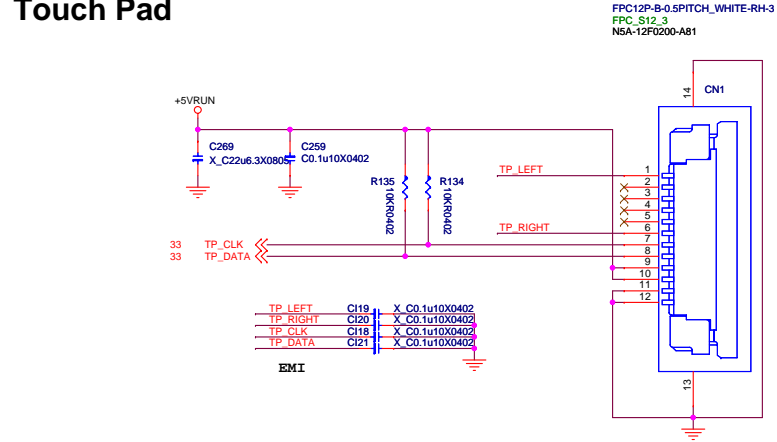 Touch Pad
FPC12P-B-0.5PITCH_WHITE-RH-3
FPC_S12_3
N5A-12F0200-A81
14
CN1
+5VRUN
C269
X_C22u6.3X0805
C259
C0.1u10X0402
R135
10KR0402
R134
10KR0402
TP_LEFT
TP_RIGHT
1
2
3
4
5
6
7
8
9
10
11
12
33 TP_CLK
33 TP_DATA
TP_LEFT CI19 X_C0.1u10X0402
TP_RIGHT CI20 X_C0.1u10X0402
TP_CLK CI18 X_C0.1u10X0402
TP_DATA CI21 X_C0.1u10X0402
EMI
13